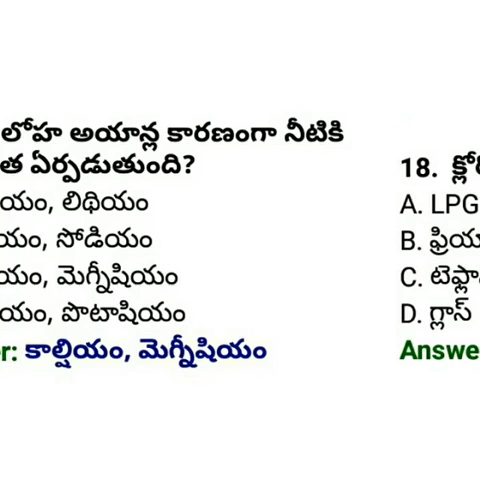 లోహ అయాన్ల కారణంగా నీటికి
త ఏర్పడుతుంది?
యం, లిథియం
యం, సోడియం
యం, మెగ్నీషియం
యం, పొటాషియం
r: కాల్షియం, మెగ్నీషియం
18. క్లో
A. LPG
B. ఫ్రియ
C. టెఫ్లా
D. గ్లాస్
Answe